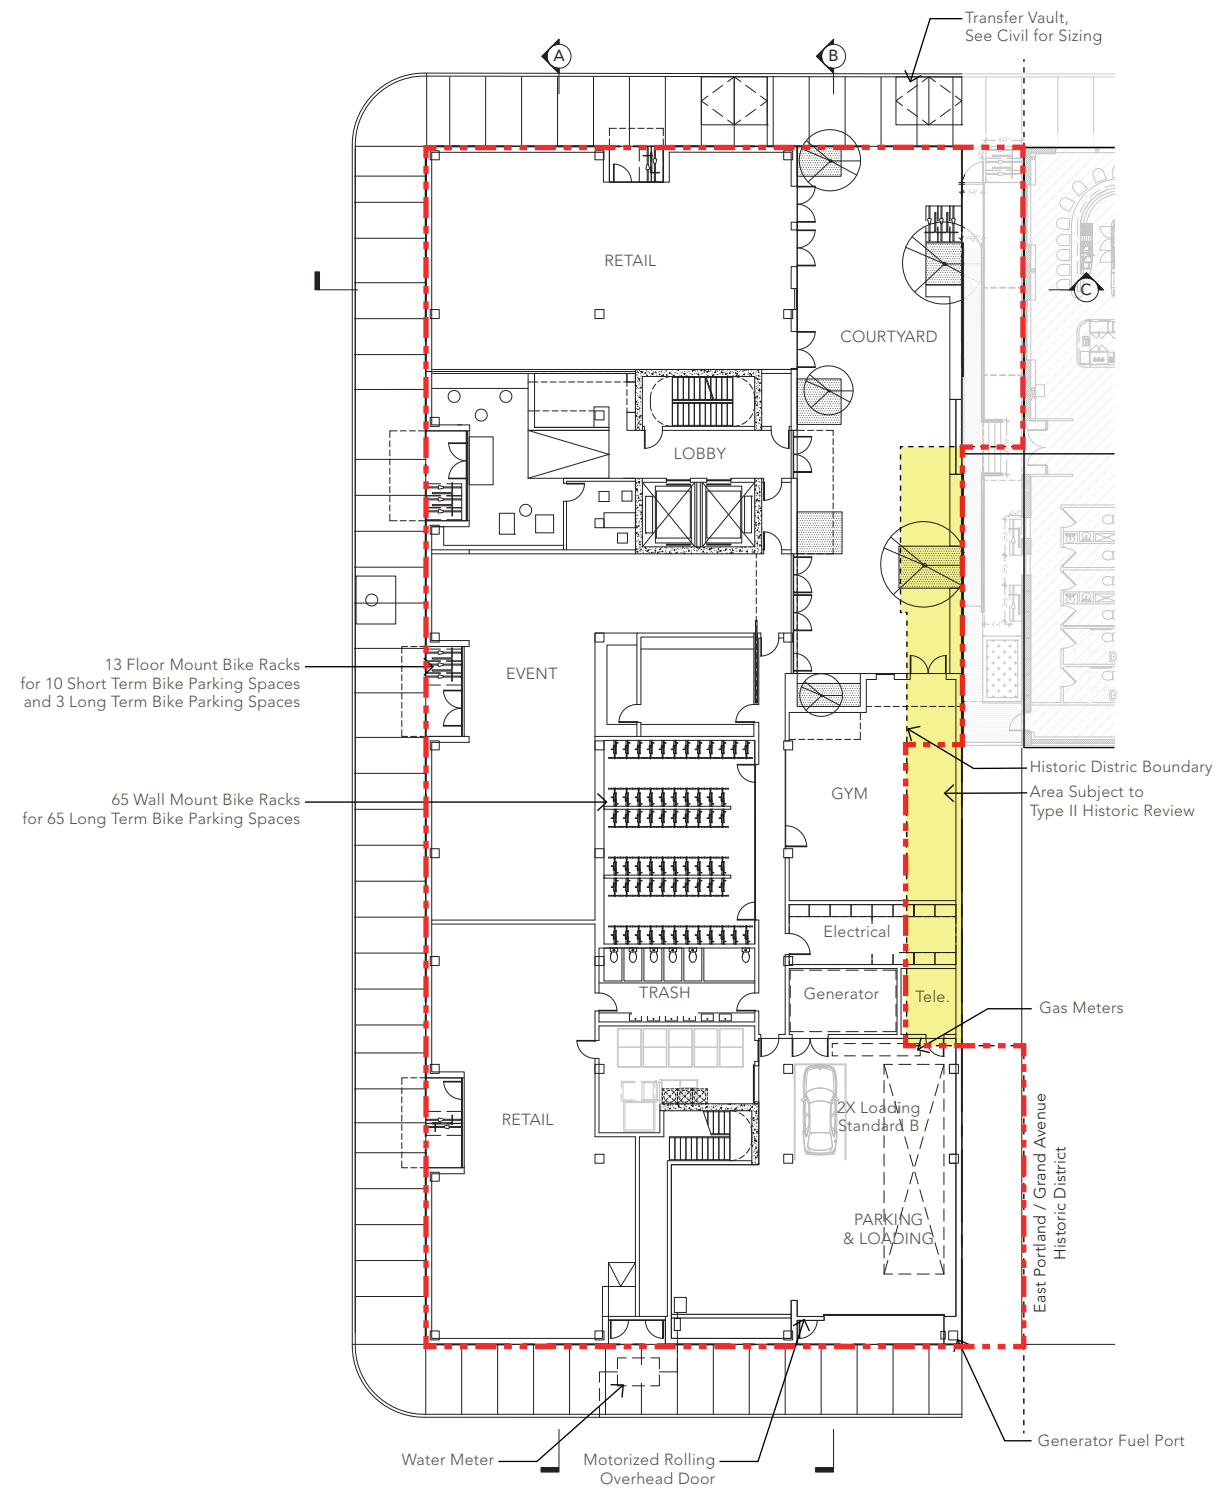 Transfer Vault,
See Civil for Sizing
A
B
RETAIL
C
COURTYARD
LOBBY
13 Floor Mount Bike Racks
for 10 Short Term Bike Parking Spaces
and 3 Long Term Bike Parking Spaces
EVENT
Historic Distric Boundary
65 Wall Mount Bike Racks
for 65 Long Term Bike Parking Spaces
GYM
Area Subject to
Type II Historic Review
Electrical
TRASH
Generator
Tele.
Gas Meters
RETAIL
2X Loading
Standard B
PARKING
& LOADING
East Portland / Grand Avenue
Historic District
Water Meter
Motorized Rolling
Overhead Door
Generator Fuel Port